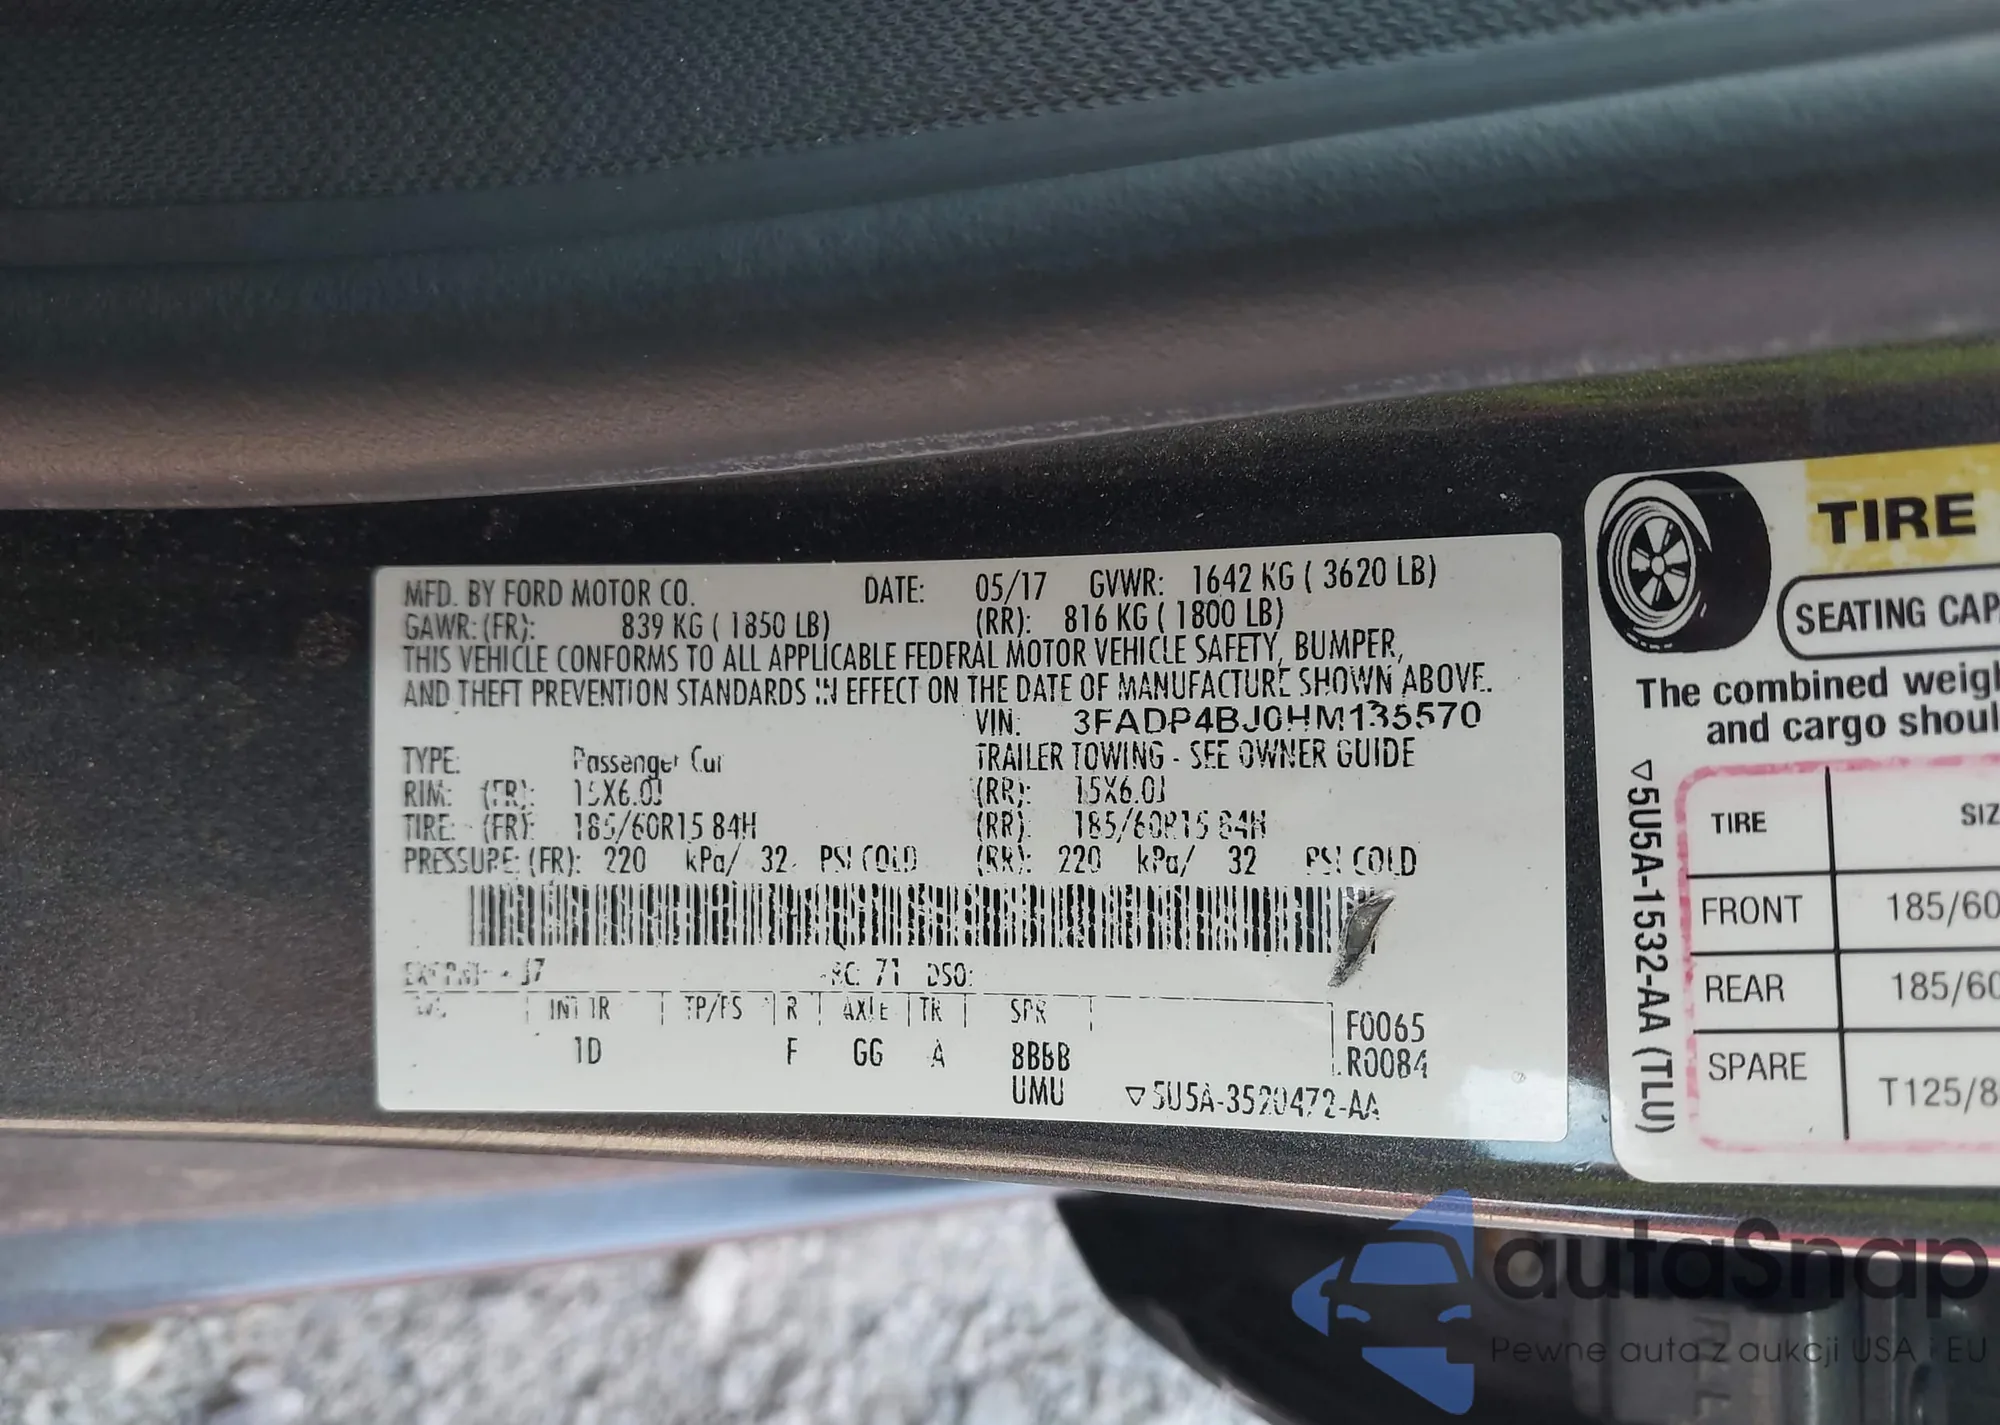 MFD. BY FORD MOTOR CO. DATE: 05/17 GVWR: 1642 KG ( 3620 LB)
GAWR: (FR): 839 KG ( 1850 LB) (RR): 816 KG ( 1800 LB)
THIS VEHICLE CONFORMS TO ALL APPLICABLE FEDERAL MOTOR VEHICLE SAFETY, BUMPER,
AND THEFT PREVENTION STANDARDS IN EFFECT ON THE DATE OF MANUFACTURE SHOWN ABOVE.
VIN: 3FADP4BJ0HM135570
TYPE: Passenger Car TRAILER TOWING - SEE OWNER GUIDE
RIM: (FR): 15X6.0J (RR): 15X6.0J
TIRE: (FR): 185/60R15 84H (RR): 185/60R15 84H
PRESSURE: (FR): 220 kPa/ 32 PSI COLD (RR): 220 kPa/ 32 PSI COLD
RC: 71 DSO:
INT TR TP/PS R AXLE TR SPR
1D F GG A 8BBB
UMU
F0065
R0084
▽5U5A-3520472-AA
TIRE
SEATING CAP
The combined weigh
and cargo shoul
▽5U5A-1532-AA (TLU)
TIRE SIZ
FRONT 185/60
REAR 185/60
SPARE T125/8
autaSnap
Pewne auta z aukcji USA i EU